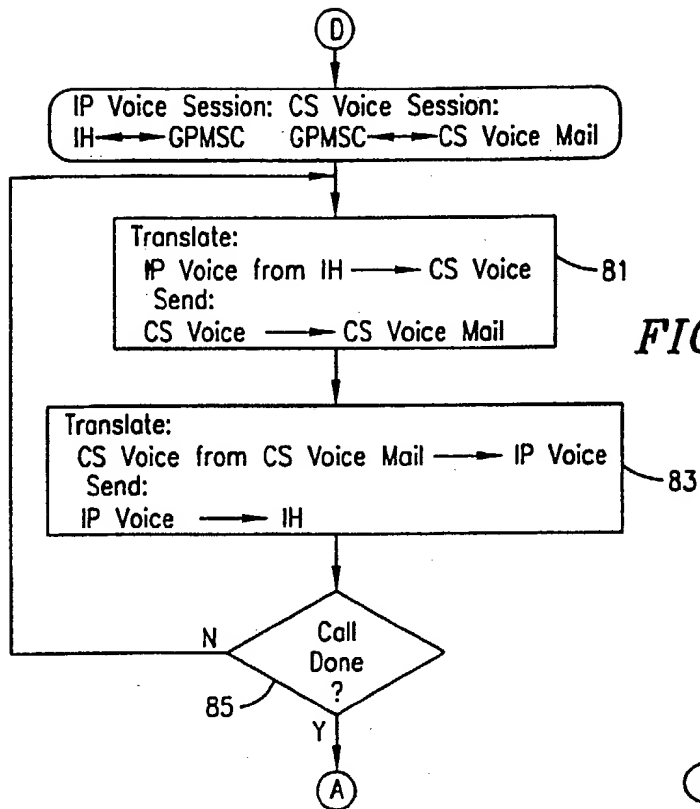 D
IP Voice Session: CS Voice Session:
IH GPMSC GPMSC CS Voice Mail
Translate:
IP Voice from IH CS Voice
Send:
CS Voice CS Voice Mail
81
FIG
Translate:
CS Voice from CS Voice Mail IP Voice
Send:
IP Voice IH
83
Call
Done
?
N
85
Y
A